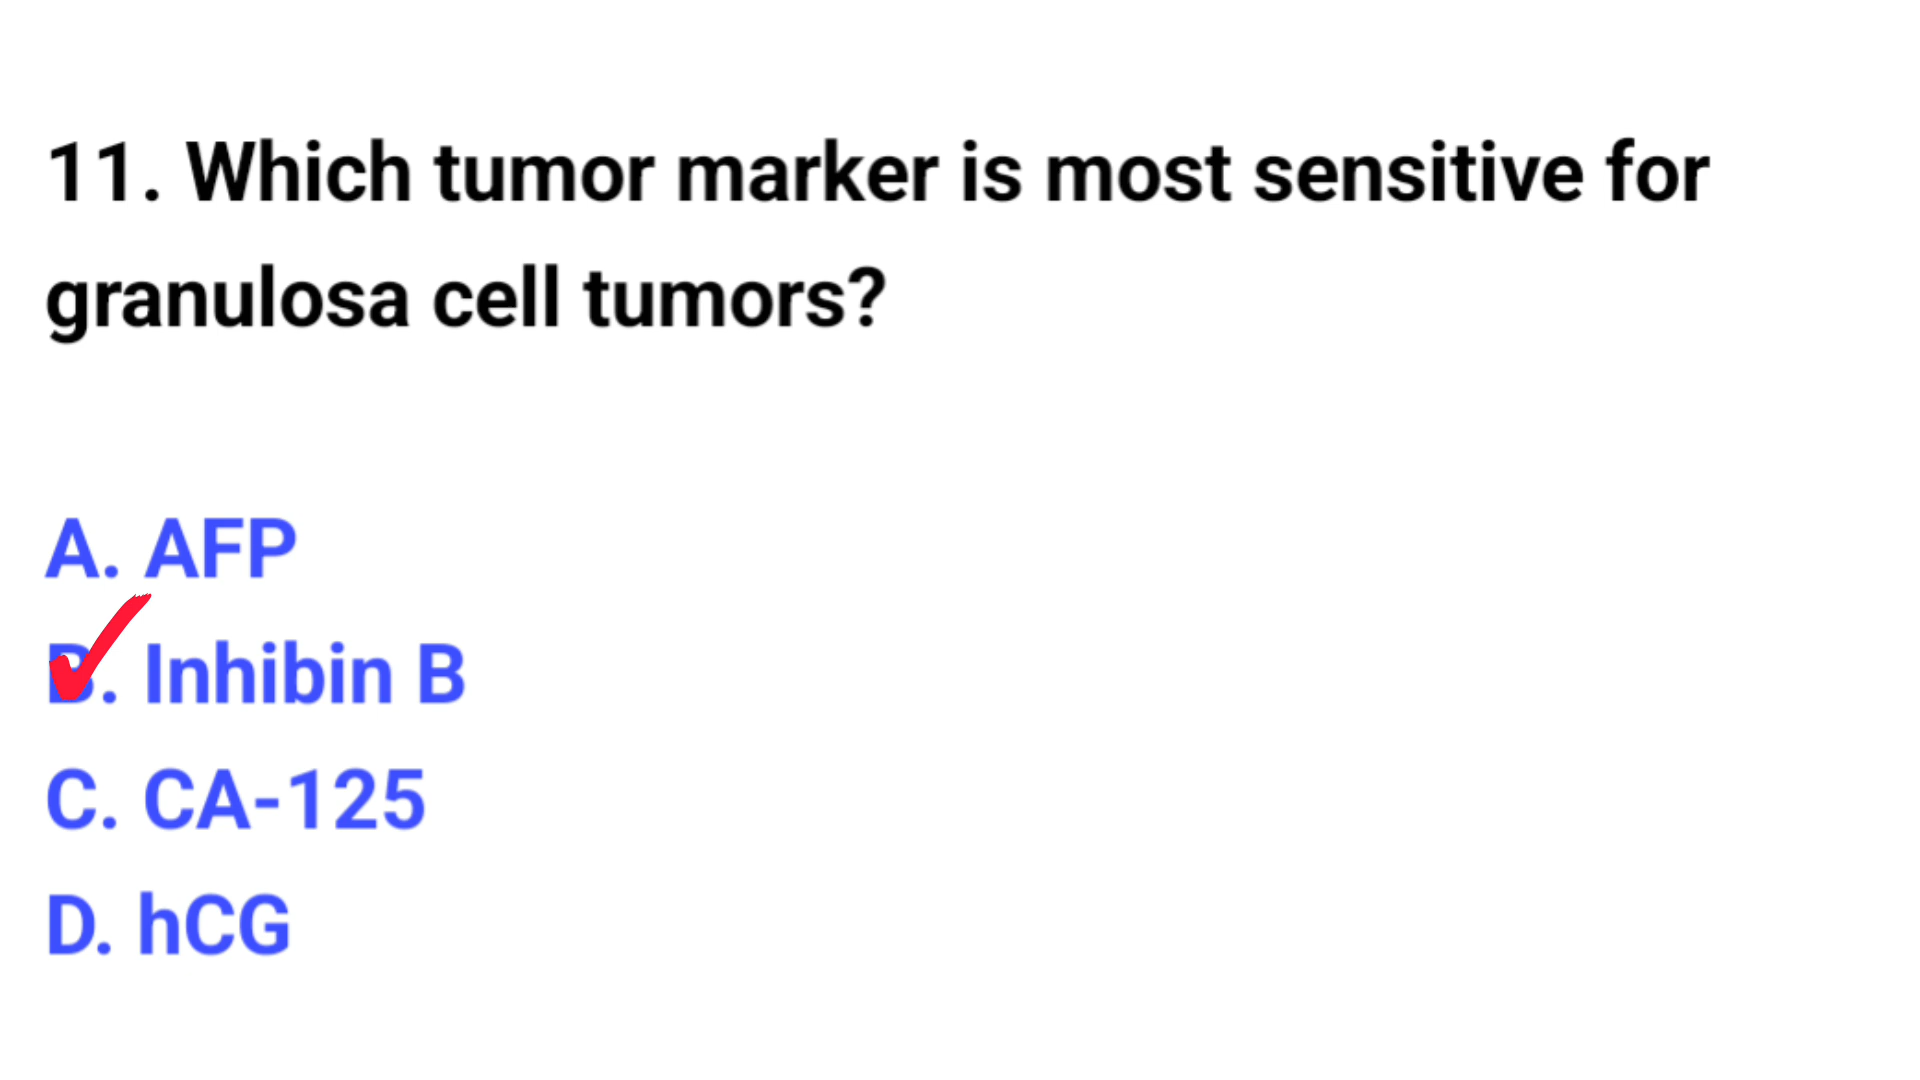 11. Which tumor marker is most sensitive for
granulosa cell tumors?
A. AFP
B. Inhibin B
C. CA-125
D. hCG